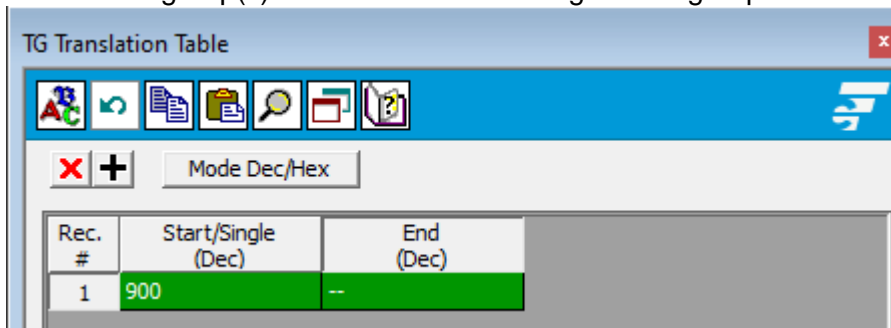 TG Translation Table
Mode Dec/Hex
Rec. # Start/Single (Dec) End (Dec)
1 900 --